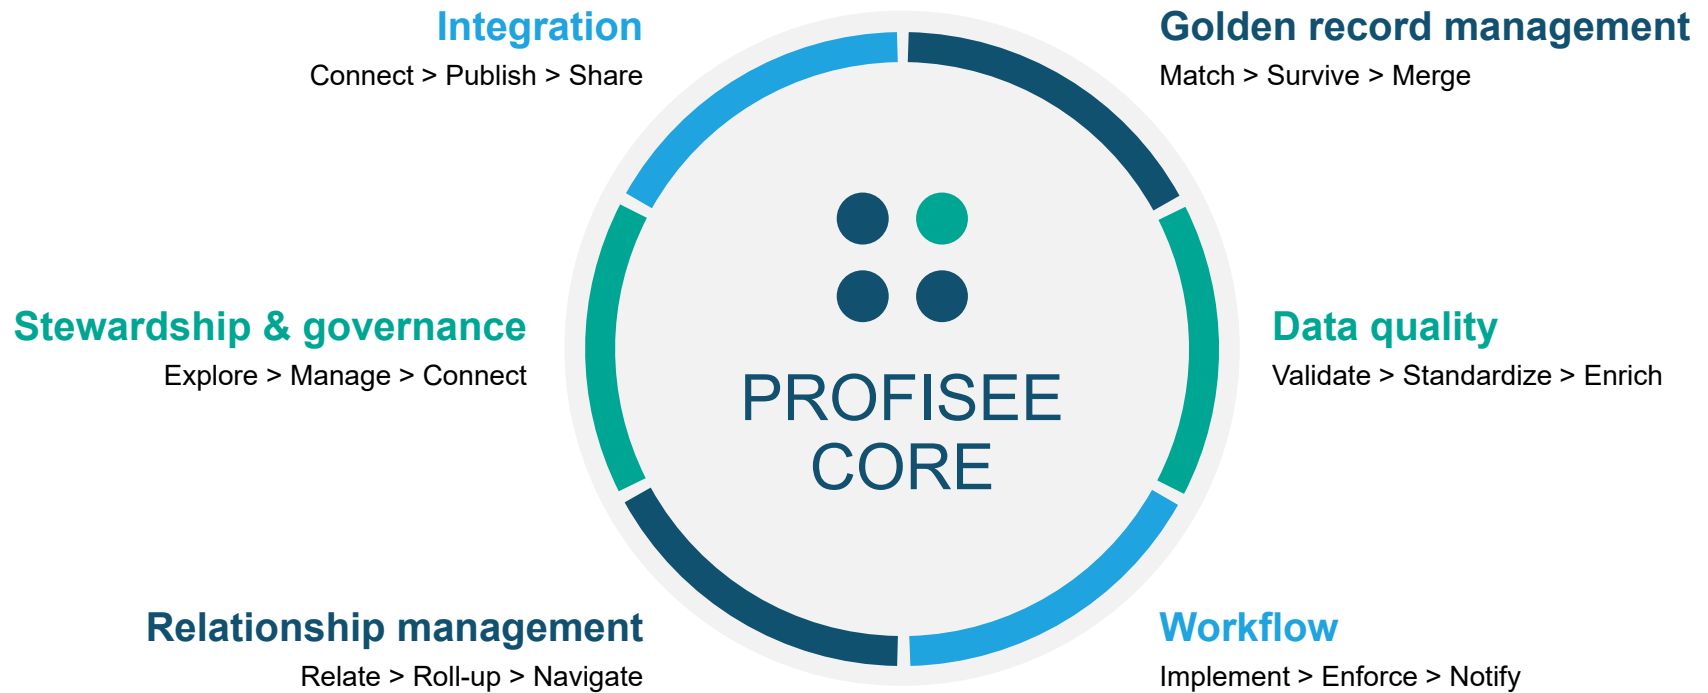 Integration
Connect > Publish > Share
Golden record management
Match > Survive > Merge
Stewardship & governance
Explore > Manage > Connect
PROFISEE
CORE
Data quality
Validate > Standardize > Enrich
Relationship management
Relate > Roll-up > Navigate
Workflow
Implement > Enforce > Notify